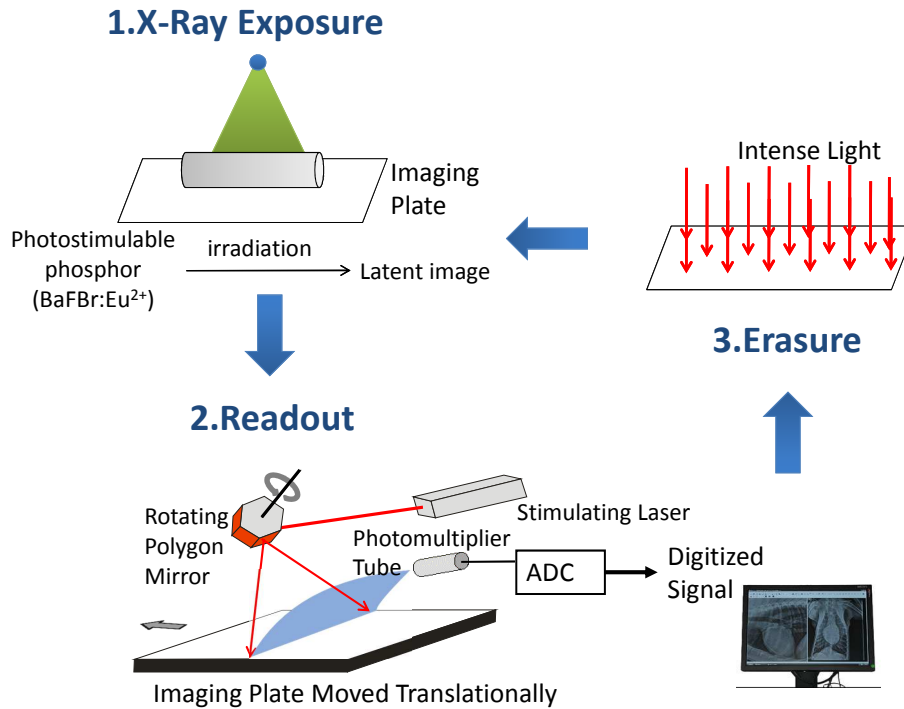 1.X-Ray Exposure
Imaging
Plate
Photostimulable
phosphor
(BaFBr:Eu²⁺)
irradiation
Latent image
Intense Light
3.Erasure
2.Readout
Rotating
Polygon
Mirror
Stimulating Laser
Photomultiplier
Tube
ADC
Digitized
Signal
Imaging Plate Moved Translationally